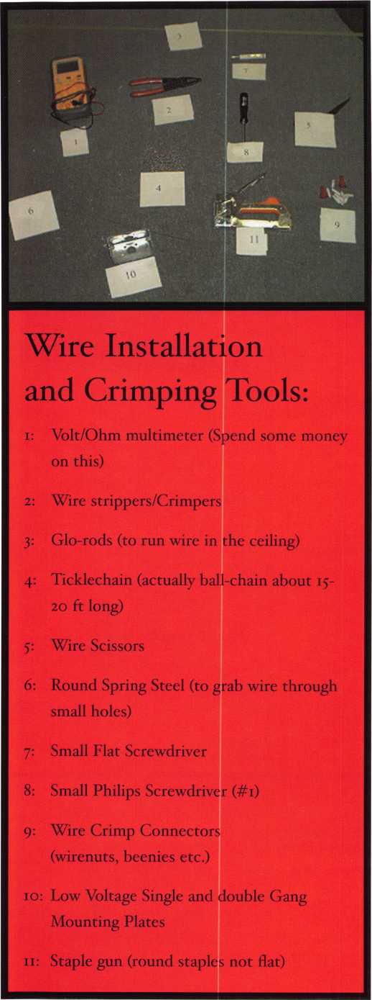 3
7
2
5
1
8
4
6
9
11
10
Wire Installation
and Crimping Tools:
1: Volt/Ohm multimeter (Spend some money
on this)
2: Wire strippers/Crimpers
3: Glo-rods (to run wire in the ceiling)
4: Ticklechain (actually ball-chain about 15-
20 ft long)
5: Wire Scissors
6: Round Spring Steel (to grab wire through
small holes)
7: Small Flat Screwdriver
8: Small Philips Screwdriver (#1)
9: Wire Crimp Connectors
(wirenuts, beenies etc.)
10: Low Voltage Single and double Gang
Mounting Plates
11: Staple gun (round staples not flat)